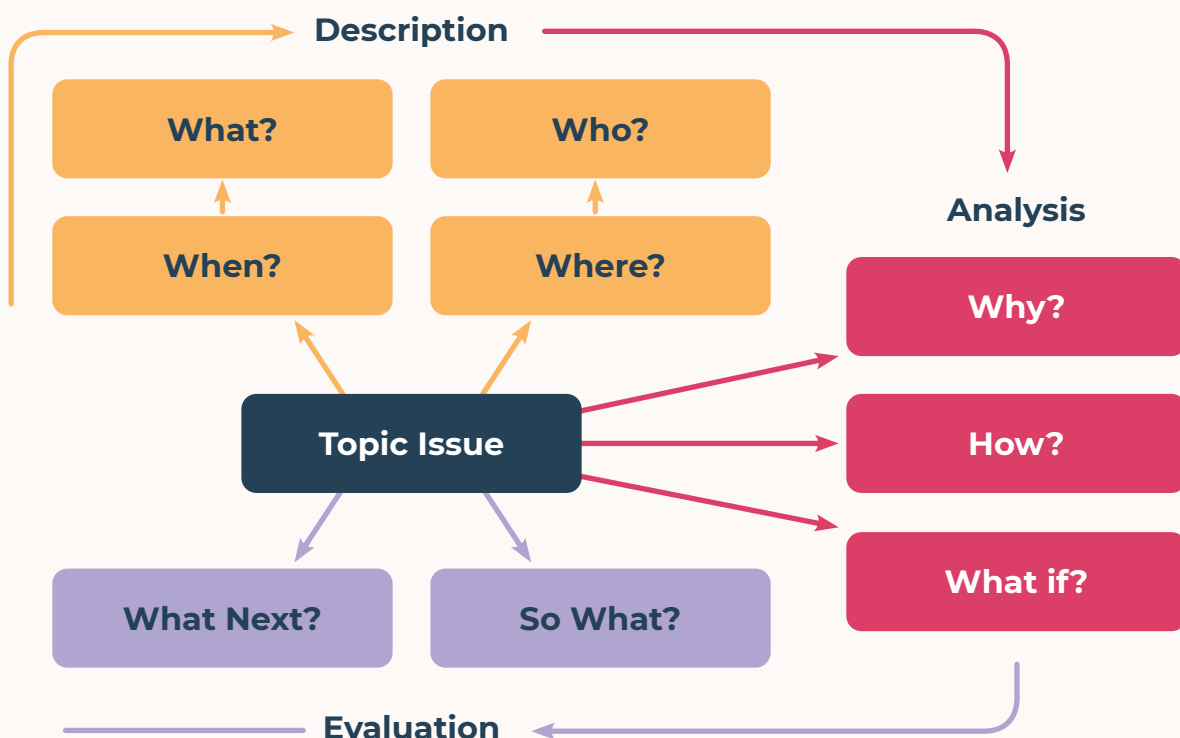 Description
What?
Who?
When?
Where?
Analysis
Why?
How?
What if?
Topic Issue
What Next?
So What?
Evaluation